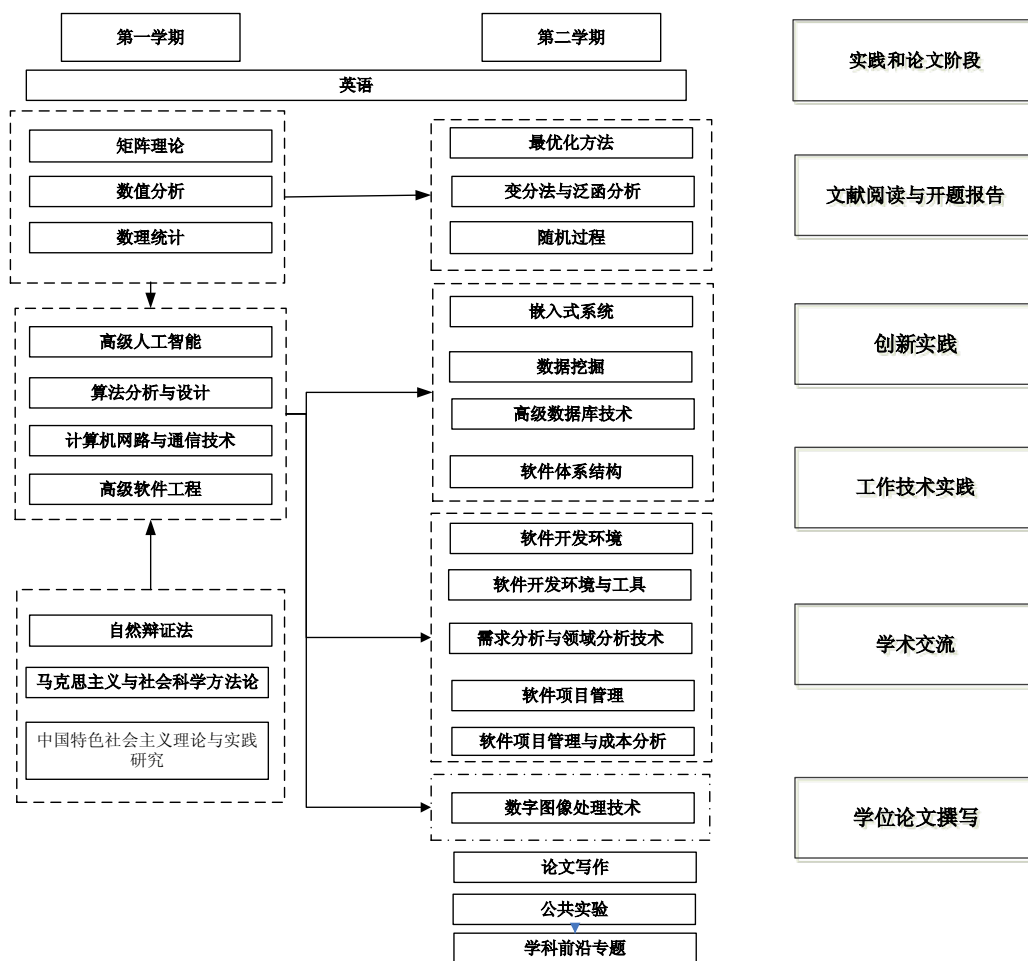 第一学期
第二学期
英语
矩阵理论
数值分析
数理统计
高级人工智能
算法分析与设计
计算机网路与通信技术
高级软件工程
自然辩证法
马克思主义与社会科学方法论
中国特色社会主义理论与实践
研究
最优化方法
变分法与泛函分析
随机过程
嵌入式系统
数据挖掘
高级数据库技术
软件体系结构
软件开发环境
软件开发环境与工具
需求分析与领域分析技术
软件项目管理
软件项目管理与成本分析
数字图像处理技术
论文写作
公共实验
学科前沿专题
实践和论文阶段
文献阅读与开题报告
创新实践
工作技术实践
学术交流
学位论文撰写